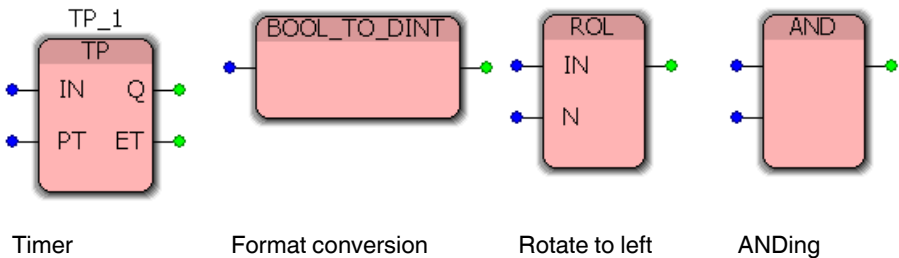 TP_1
TP
IN Q
PT ET
BOOL_TO_DINT
ROL
IN
N
AND
Timer
Format conversion
Rotate to left
ANDing